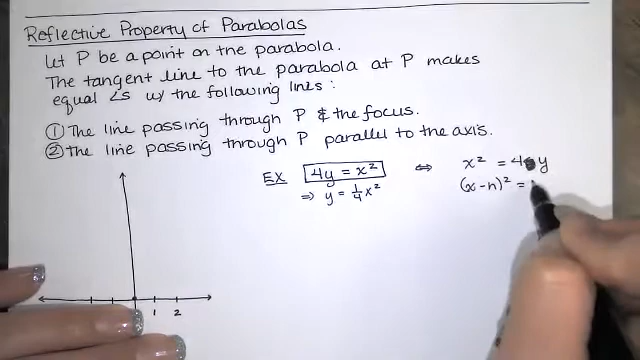 Reflective Property of Parabolas
Let P be a point on the parabola.
The tangent line to the parabola at P makes
equal ∠s w/ the following lines:
① The line passing through P & the focus.
② The line passing through P parallel to the axis.
EX 4y = x² ⇔ x² = 4 y
⇒ y = 1/4 x² (x-h)² =
1 2